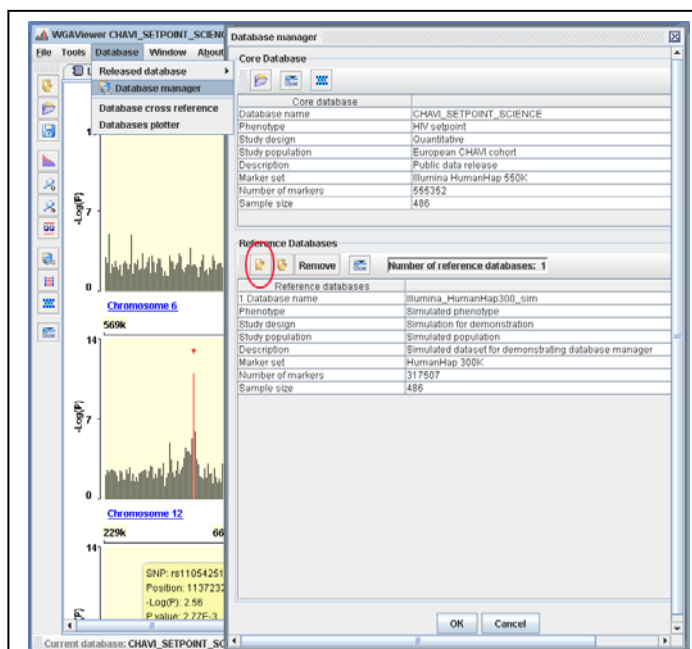 WGAViewer CHAVI_SETPOINT_SCIENC
File Tools Database Window About
Released database
Database manager
Database cross reference
Databases plotter
-Log(P)
7
0
Chromosome 6
569k
14
-Log(P)
7
0
Chromosome 12
229k 66
14
SNP: rs11054251
Position: 1137232
-Log(P): 2.56
P value: 2.77E-3
Current database: CHAVI_SETPOINT_SC
Database manager
Core Database
Core database
Database name CHAVI_SETPOINT_SCIENCE
Phenotype HIV setpoint
Study design Quantitative
Study population European CHAVI cohort
Description Public data release
Marker set Illumina HumanHap 550K
Number of markers 555352
Sample size 486
Reference Databases
Remove Number of reference databases: 1
Reference databases
1 Database name Illumina_HumanHap300_sim
Phenotype Simulated phenotype
Study design Simulation for demonstration
Study population Simulated population
Description Simulated dataset for demonstrating database manager
Marker set HumanHap 300K
Number of markers 317507
Sample size 486
OK Cancel